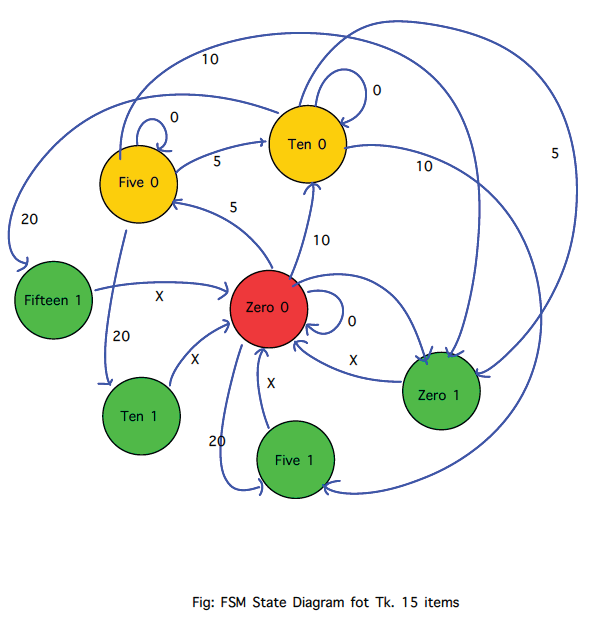 10
0
Ten 0
0
5
5
10
Five 0
5
20
10
Fifteen 1
X
Zero 0
0
20
X
X
Zero 1
Ten 1
X
20
Five 1
Fig: FSM State Diagram fot Tk. 15 items